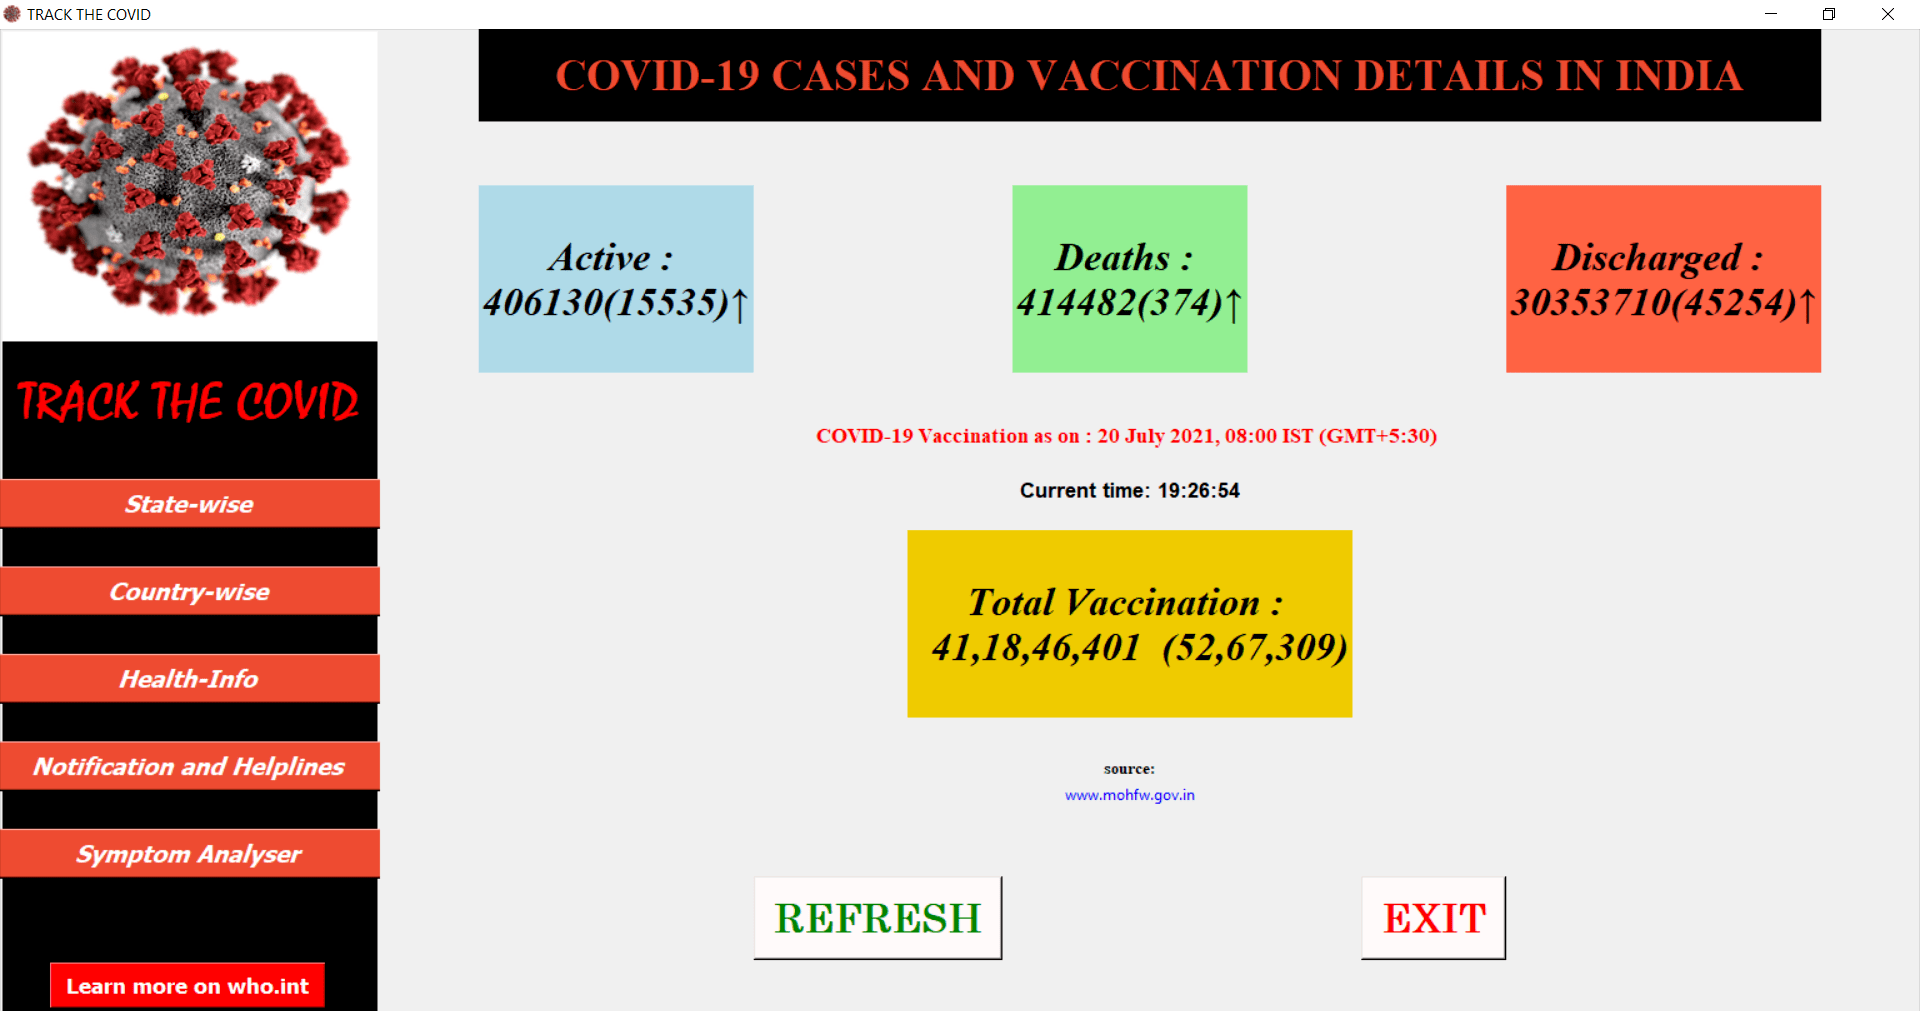 TRACK THE COVID
COVID-19 CASES AND VACCINATION DETAILS IN INDIA
Active :
406130(15535)↑
Deaths :
414482(374)↑
Discharged :
30353710(45254)↑
TRACK THE COVID
State-wise
Country-wise
Health-Info
Notification and Helplines
Symptom Analyser
Learn more on who.int
COVID-19 Vaccination as on : 20 July 2021, 08:00 IST (GMT+5:30)
Current time: 19:26:54
Total Vaccination :
41,18,46,401 (52,67,309)
source:
www.mohfw.gov.in
REFRESH
EXIT